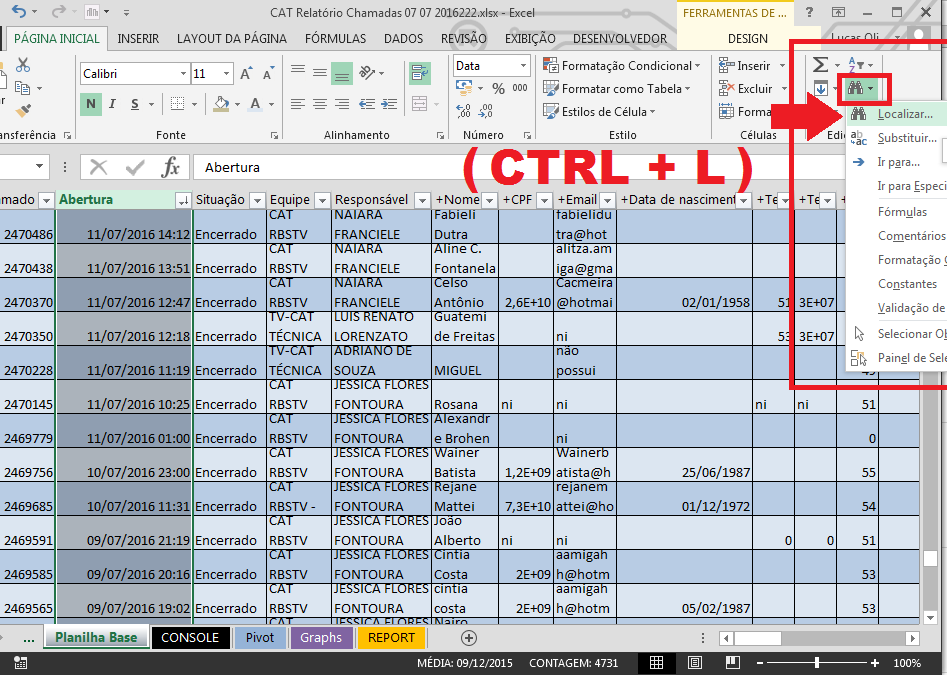 CAT Relatório Chamadas 07 07 2016222.xlsx - Excel
FERRAMENTAS DE ...
?
PÁGINA INICIAL INSERIR LAYOUT DA PÁGINA FÓRMULAS DADOS REVISÃO EXIBIÇÃO DESENVOLVEDOR DESIGN Lucas Oli...
Calibri 11 Data
Formatação Condicional
Inserir
Formatar como Tabela
Excluir
N I S A
% 000
Estilos de Célula
Forma
nsferência Fonte Alinhamento Número Estilo Células Edi
Localizar...
Substituir...
Ir para...
Ir para Especi
Fórmulas
Comentários
Formatação C
Constantes
Validação de
Selecionar Ob
Painel de Sele
( CTRL + L )
fx Abertura
mado Abertura Situação Equipe Responsável +Nome +CPF +Email +Data de nasciment +Te +Te
2470486 11/07/2016 14:12 Encerrado CAT RBSTV NAIARA FRANCIELE Fabieli Dutra fabielidu tra@hot
2470438 11/07/2016 13:51 Encerrado CAT RBSTV NAIARA FRANCIELE Aline C. Fontanela alitza.am iga@gma
2470370 11/07/2016 12:47 Encerrado CAT RBSTV NAIARA FRANCIELE Celso Antônio 2,6E+10 Cacmeira @hotmai 02/01/1958 51 3E+07
2470350 11/07/2016 12:18 Encerrado TV-CAT TÉCNICA LUIS RENATO LORENZATO Guatemi de Freitas ni 53 3E+07
2470228 11/07/2016 11:19 Encerrado TV-CAT TÉCNICA ADRIANO DE SOUZA MIGUEL não possui 49
2470145 11/07/2016 10:25 Encerrado CAT RBSTV JESSICA FLORES FONTOURA Rosana ni ni ni ni 51
2469779 11/07/2016 01:00 Encerrado CAT RBSTV JESSICA FLORES FONTOURA Alexandr e Brohen ni 0
2469756 10/07/2016 23:00 Encerrado CAT RBSTV JESSICA FLORES FONTOURA Wainer Batista 1,2E+09 Wainerb atista@h 25/06/1987 55
2469685 10/07/2016 11:31 Encerrado CAT RBSTV - JESSICA FLORES FONTOURA Rejane Mattei 7,3E+10 rejanem attei@ho 01/12/1972 54
2469591 09/07/2016 21:19 Encerrado CAT RBSTV JESSICA FLORES FONTOURA João Alberto ni ni 0 0 51
2469585 09/07/2016 20:16 Encerrado CAT RBSTV JESSICA FLORES FONTOURA Cintia Costa 2E+09 aamigah h@hotm 53
2469565 09/07/2016 19:02 Encerrado CAT RBSTV JESSICA FLORES FONTOURA cintia costa 2E+09 aamigah h@hotm 05/02/1987 53
CAT JESSICA FLORES Nairo
... Planilha Base CONSOLE Pivot Graphs REPORT
MÉDIA: 09/12/2015 CONTAGEM: 4731 100%